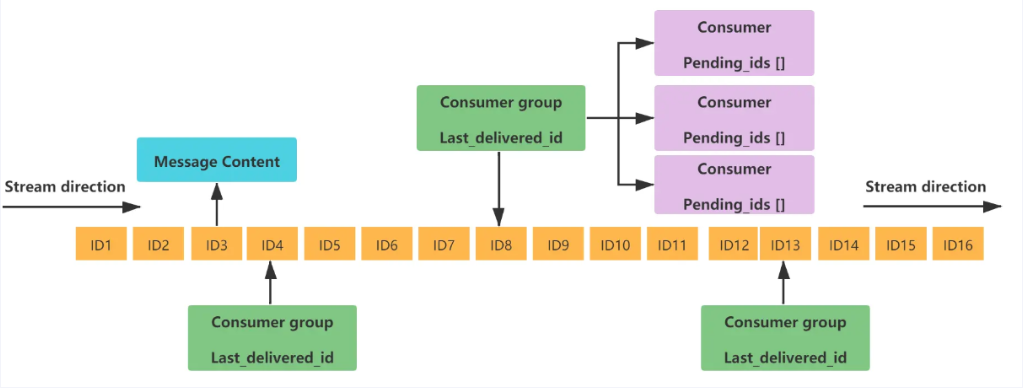 Consumer
Pending_ids []
Consumer group
Last_delivered_id
Consumer
Pending_ids []
Message Content
Consumer
Pending_ids []
Stream direction
Stream direction
ID1 ID2 ID3 ID4 ID5 ID6 ID7 ID8 ID9 ID10 ID11 ID12 ID13 ID14 ID15 ID16
Consumer group
Last_delivered_id
Consumer group
Last_delivered_id